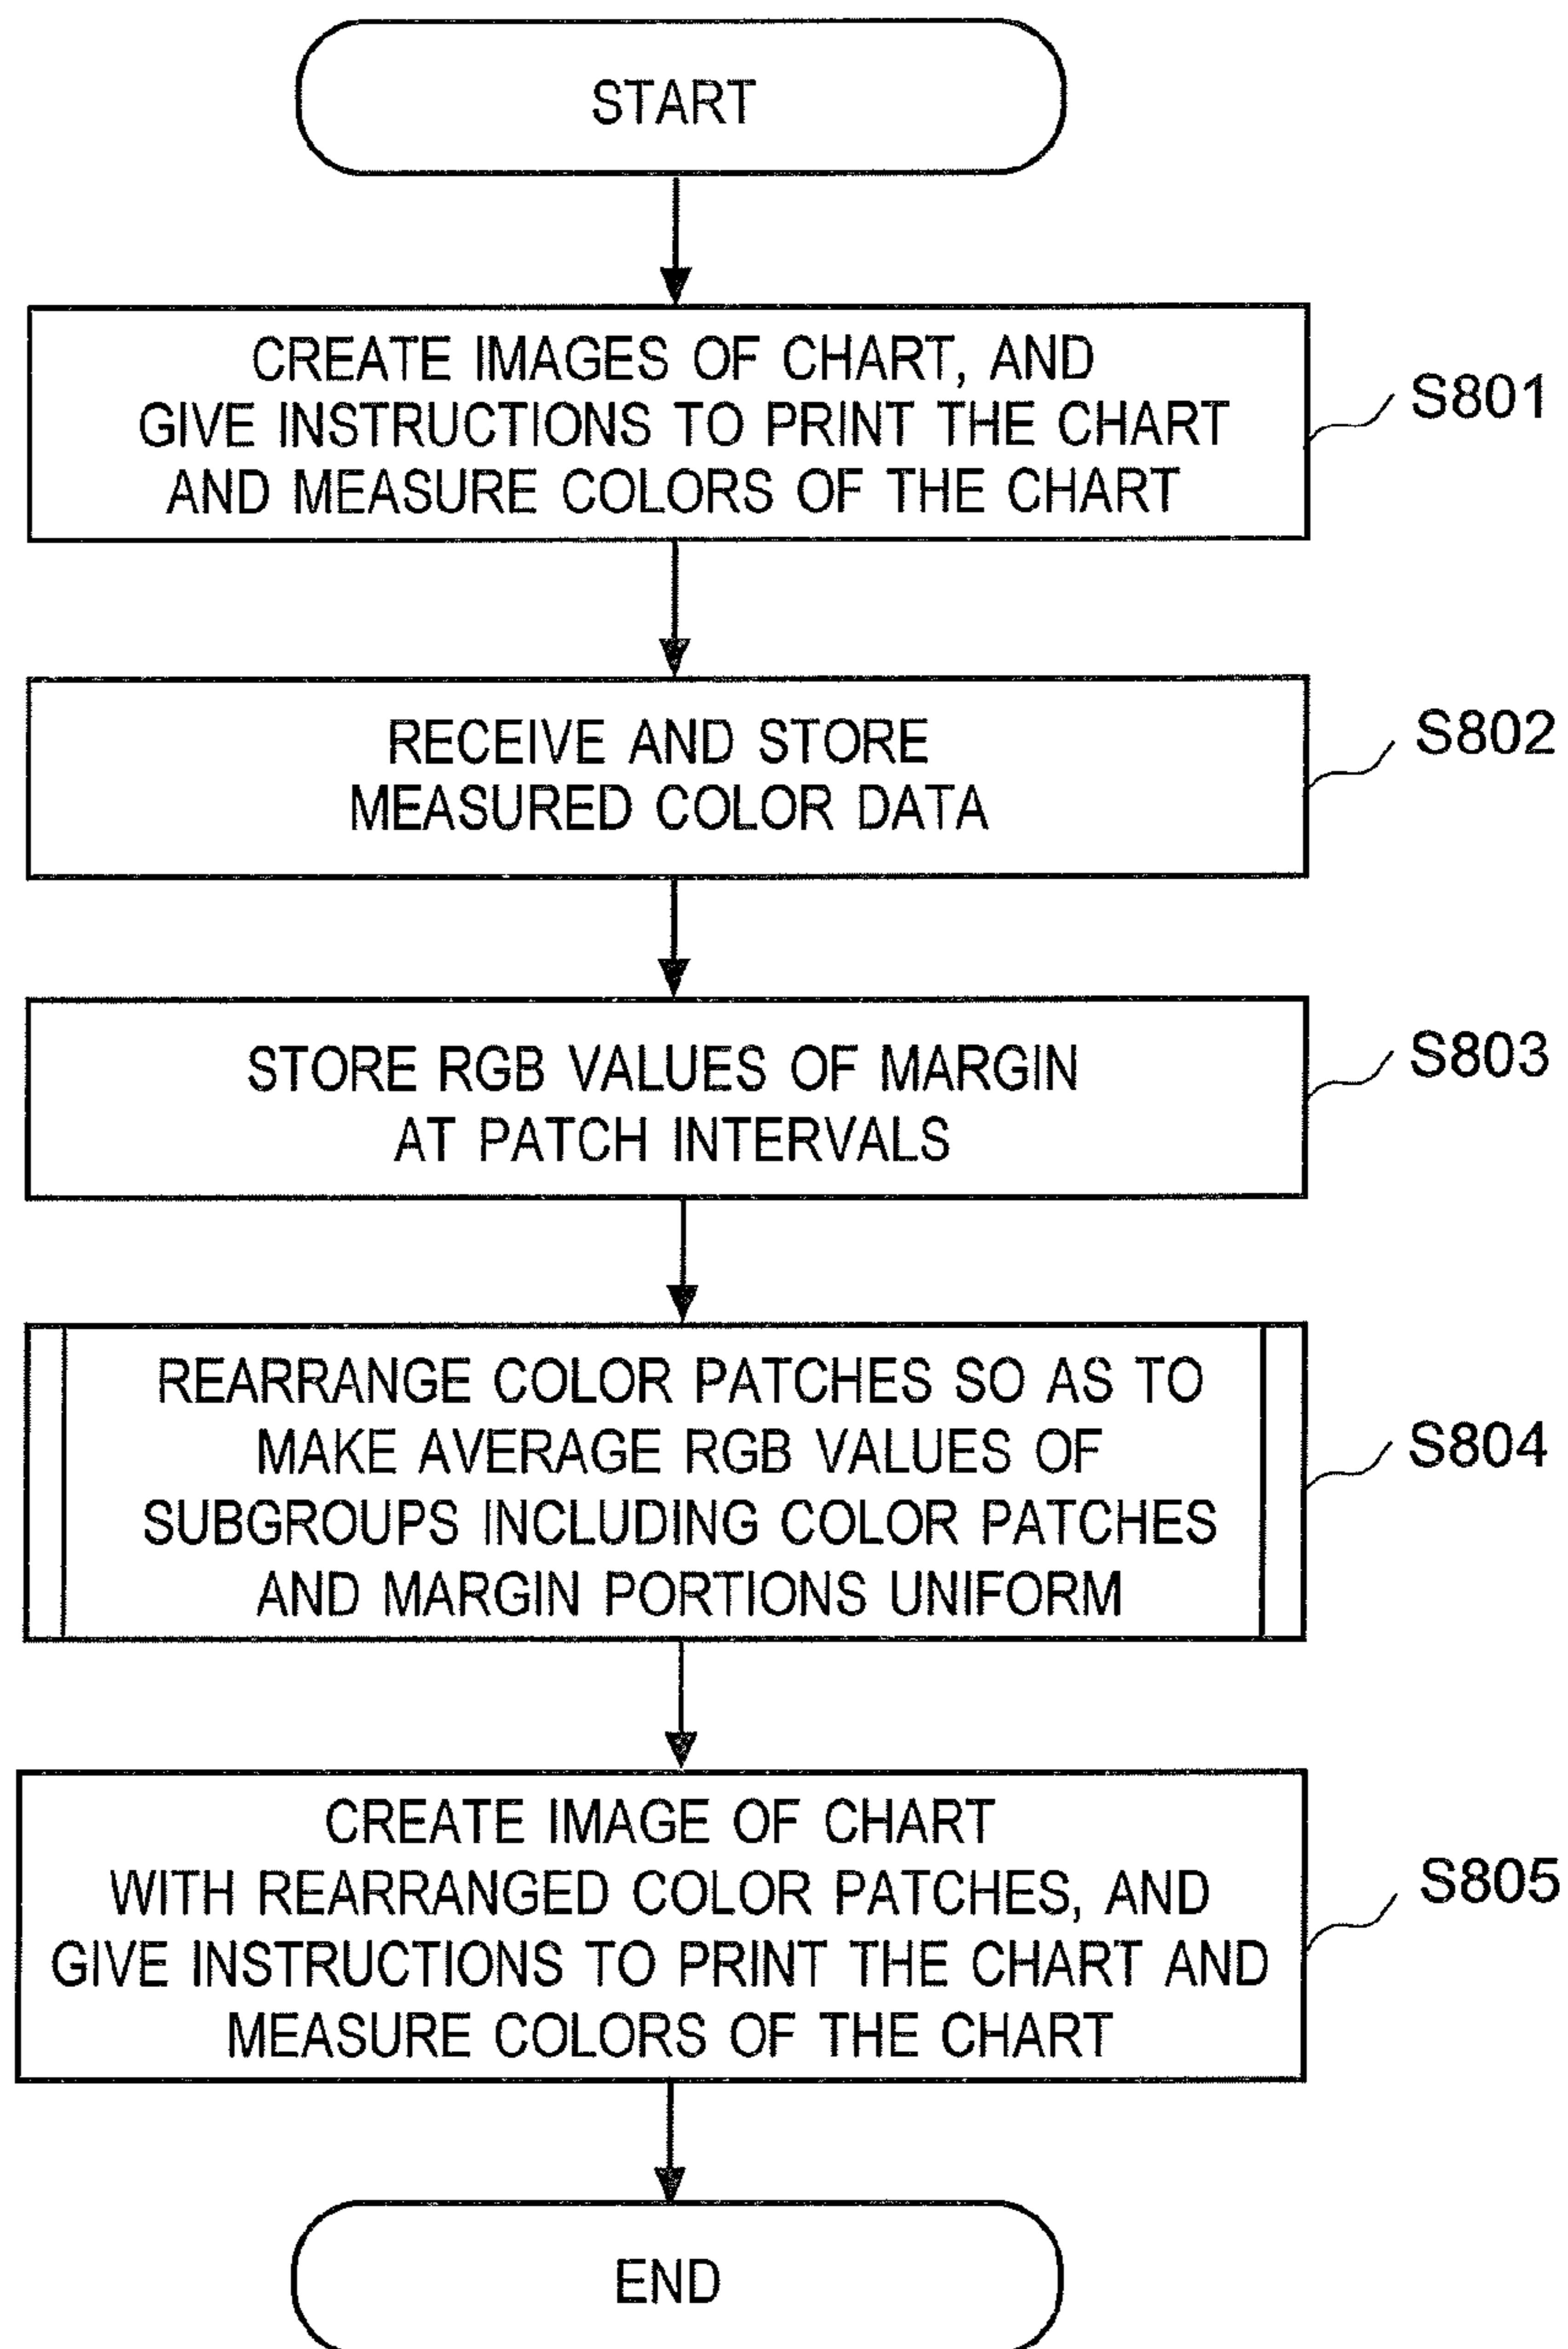 START
CREATE IMAGES OF CHART, AND
GIVE INSTRUCTIONS TO PRINT THE CHART
AND MEASURE COLORS OF THE CHART
S801
RECEIVE AND STORE
MEASURED COLOR DATA
S802
STORE RGB VALUES OF MARGIN
AT PATCH INTERVALS
S803
REARRANGE COLOR PATCHES SO AS TO
MAKE AVERAGE RGB VALUES OF
SUBGROUPS INCLUDING COLOR PATCHES
AND MARGIN PORTIONS UNIFORM
S804
CREATE IMAGE OF CHART
WITH REARRANGED COLOR PATCHES, AND
GIVE INSTRUCTIONS TO PRINT THE CHART AND
MEASURE COLORS OF THE CHART
S805
END